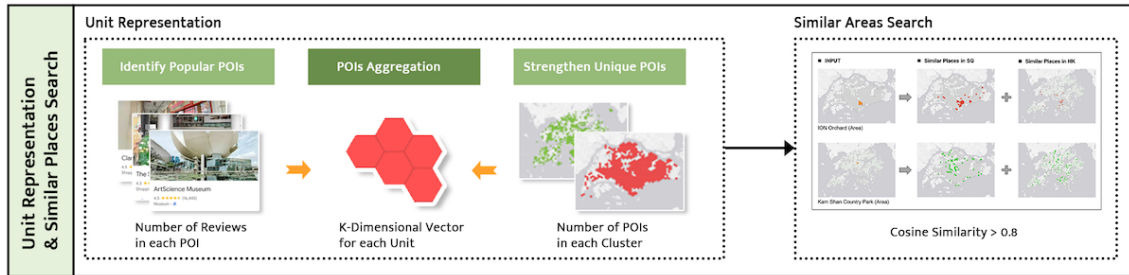 Unit Representation
& Similar Places Search
Unit Representation
Identify Popular POIs
POIs Aggregation
Strengthen Unique POIs
ArtScience Museum
Number of Reviews
in each POI
K-Dimensional Vector
for each Unit
Number of POIs
in each Cluster
Similar Areas Search
INPUT
Similar Places in SG
Similar Places in HK
ION Orchard (Area)
Kam Shan Country Park (Area)
Cosine Similarity > 0.8